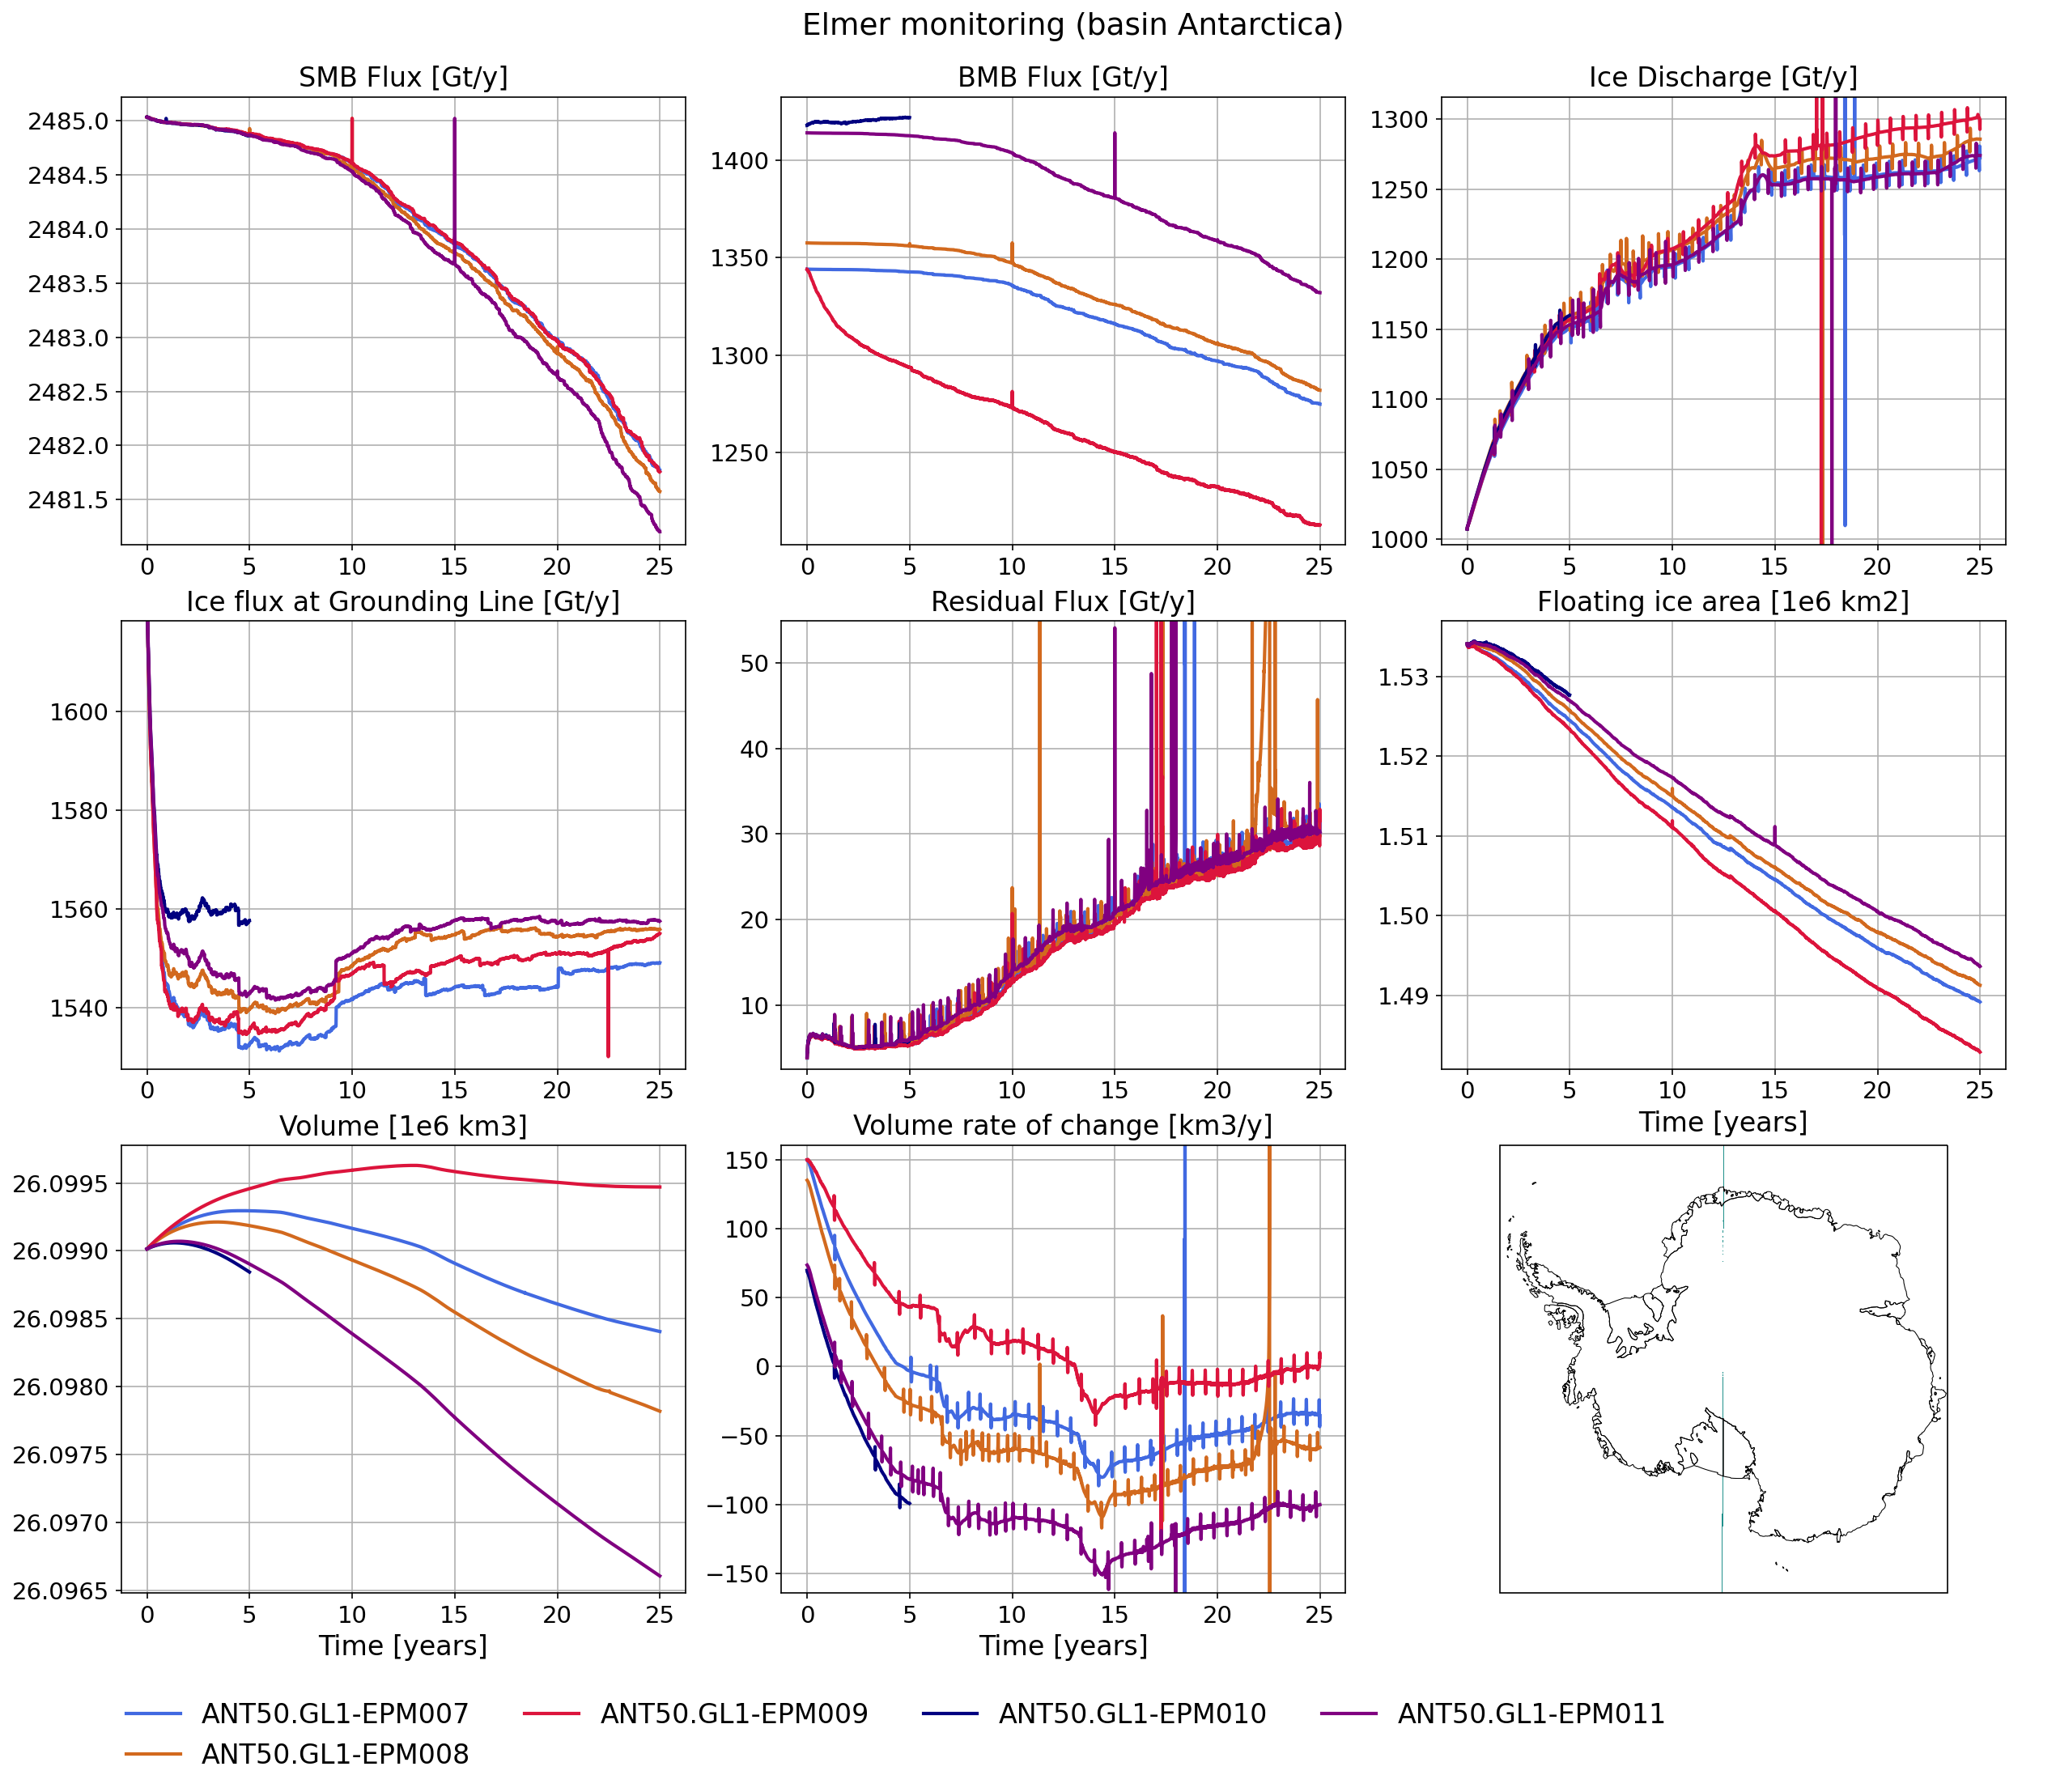 Elmer monitoring (basin Antarctica)
SMB Flux [Gt/y]
2485.0
2484.5
2484.0
2483.5
2483.0
2482.5
2482.0
2481.5
0 5 10 15 20 25
BMB Flux [Gt/y]
1400
1350
1300
1250
0 5 10 15 20 25
Ice Discharge [Gt/y]
1300
1250
1200
1150
1100
1050
1000
0 5 10 15 20 25
Ice flux at Grounding Line [Gt/y]
1600
1580
1560
1540
0 5 10 15 20 25
Residual Flux [Gt/y]
50
40
30
20
10
0 5 10 15 20 25
Floating ice area [1e6 km2]
1.53
1.52
1.51
1.50
1.49
0 5 10 15 20 25
Time [years]
Volume [1e6 km3]
26.0995
26.0990
26.0985
26.0980
26.0975
26.0970
26.0965
0 5 10 15 20 25
Time [years]
Volume rate of change [km3/y]
150
100
50
0
−50
−100
−150
0 5 10 15 20 25
Time [years]
ANT50.GL1-EPM007 ANT50.GL1-EPM009 ANT50.GL1-EPM010 ANT50.GL1-EPM011
ANT50.GL1-EPM008